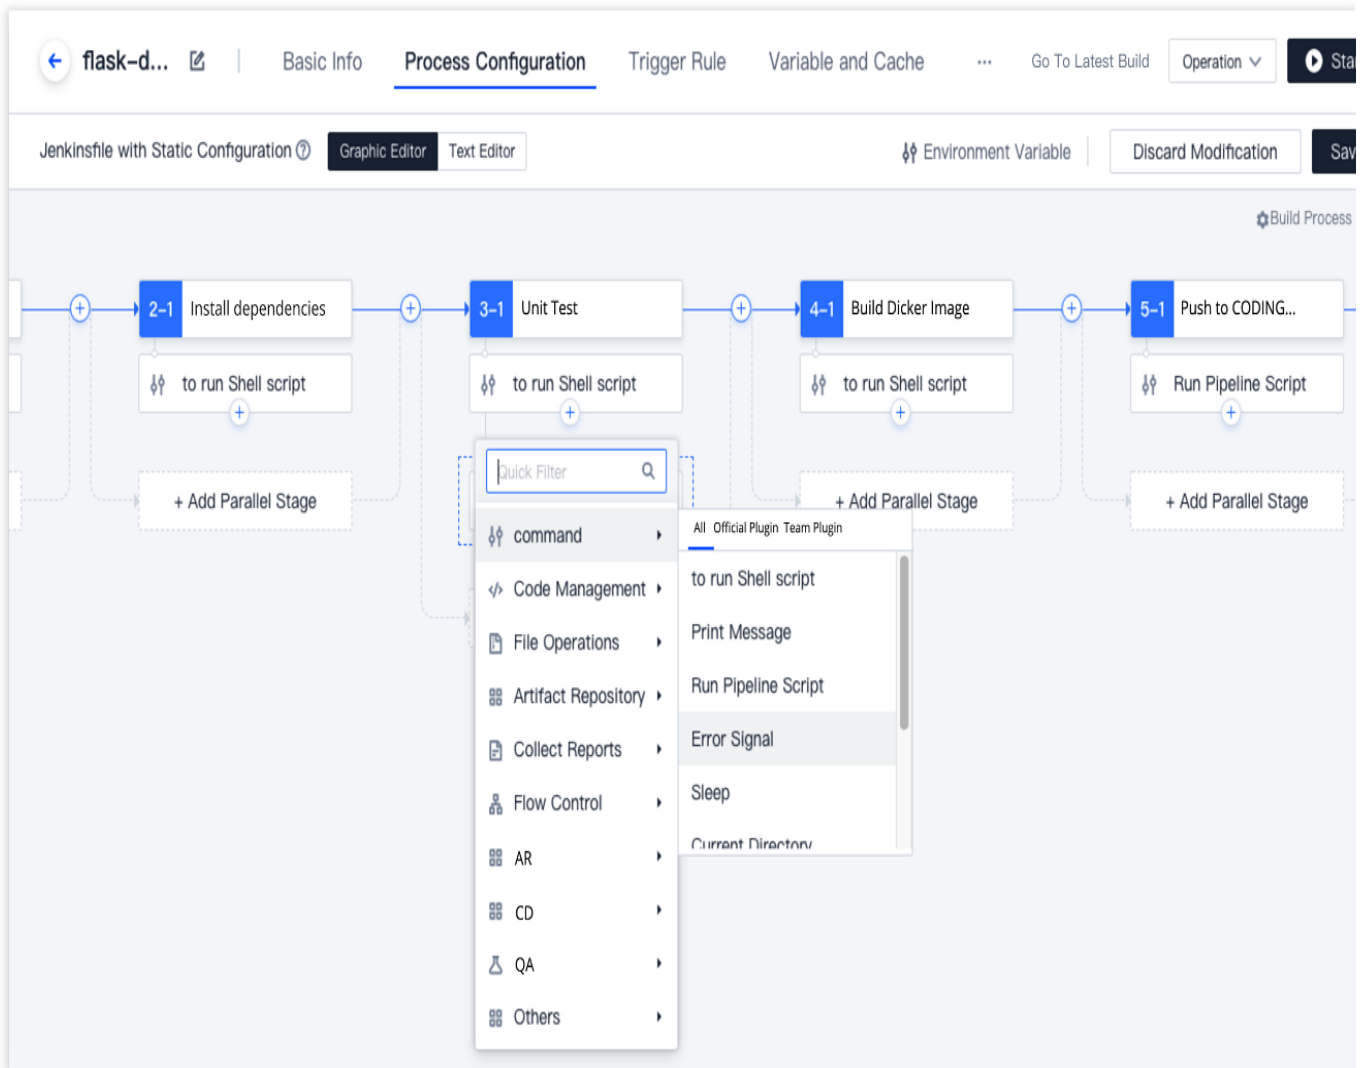 flask-d...
Basic Info
Process Configuration
Trigger Rule
Variable and Cache
...
Go To Latest Build
Operation
Jenkinsfile with Static Configuration
Graphic Editor
Text Editor
Environment Variable
Discard Modification
Build Process
2-1 Install dependencies
3-1 Unit Test
4-1 Build Dicker Image
5-1 Push to CODING...
to run Shell script
to run Shell script
to run Shell script
Run Pipeline Script
+ Add Parallel Stage
+ Add Parallel Stage
+ Add Parallel Stage
Quick Filter
command
Code Management
File Operations
Artifact Repository
Collect Reports
Flow Control
AR
CD
QA
Others
All Official Plugin Team Plugin
to run Shell script
Print Message
Run Pipeline Script
Error Signal
Sleep
Current Directory